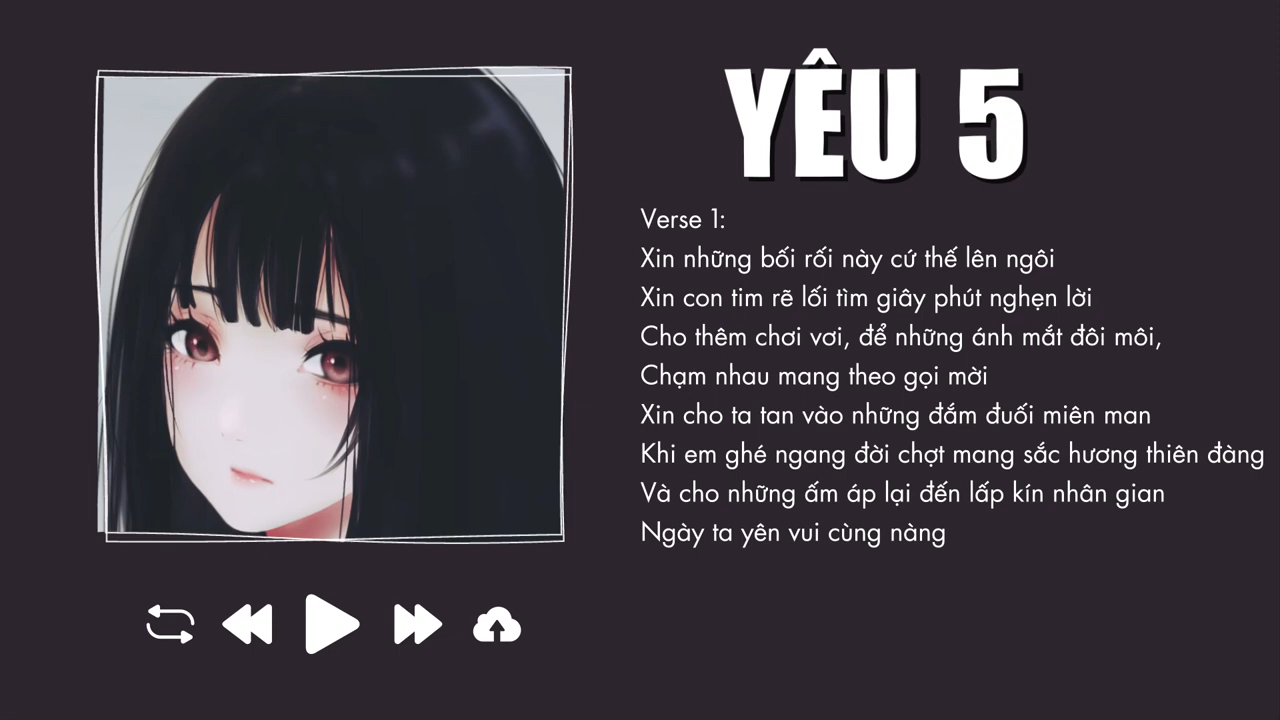 YÊU 5
Verse 1:
Xin những bối rối này cứ thế lên ngôi
Xin con tim rẽ lối tìm giây phút nghẹn lời
Cho thêm chơi vơi, để những ánh mắt đôi môi,
Chạm nhau mang theo gọi mời
Xin cho ta tan vào những đắm đuối miên man
Khi em ghé ngang đời chợt mang sắc hương thiên đàng
Và cho những ấm áp lại đến lấp kín nhân gian
Ngày ta yên vui cùng nàng